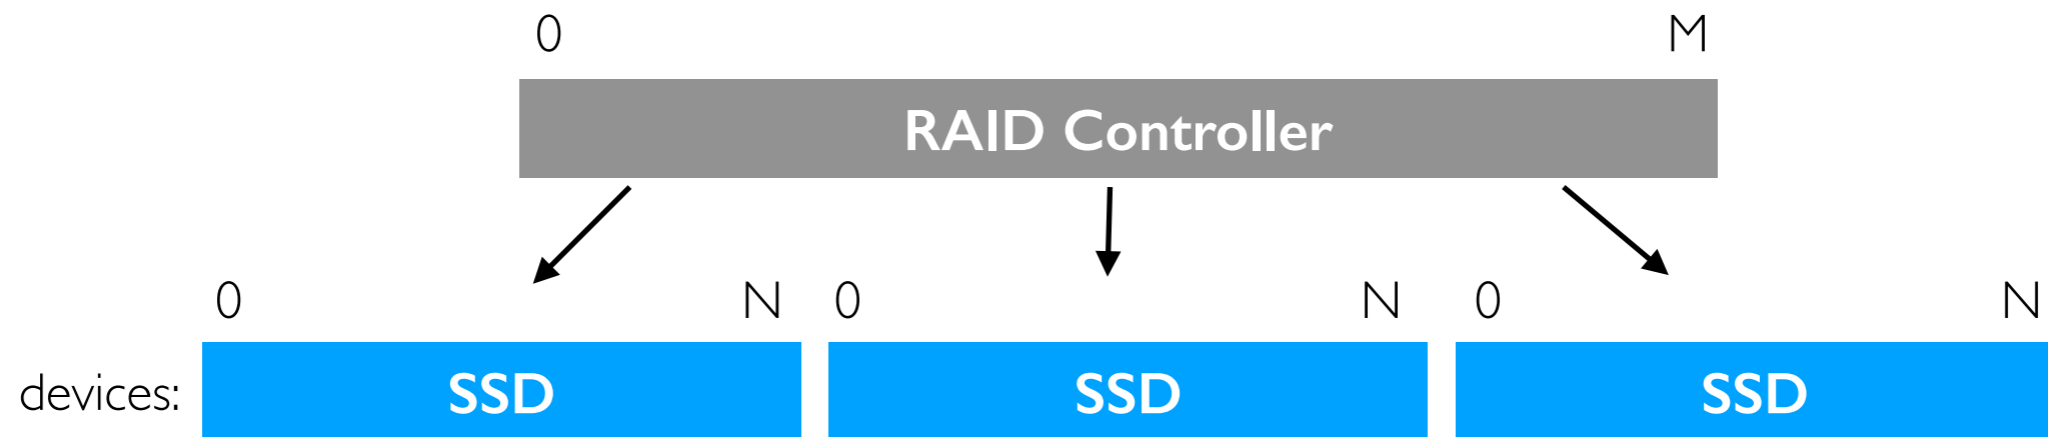 0 M
RAID Controller
0 N 0 N 0 N
devices: SSD SSD SSD